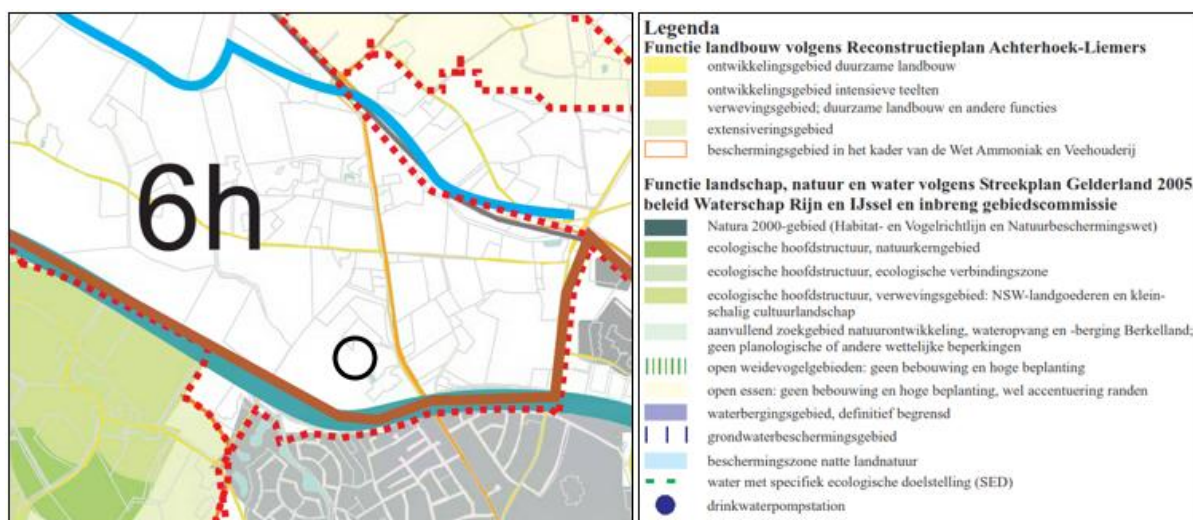 6h
Legenda
Functie landbouw volgens Reconstructieplan Achterhoek-Liemers
ontwikkelingsgebied duurzame landbouw
ontwikkelingsgebied intensieve teelten
verwevingsgebied; duurzame landbouw en andere functies
extensiveringsgebied
beschermingsgebied in het kader van de Wet Ammoniak en Veehouderij
Functie landschap, natuur en water volgens Streekplan Gelderland 2005
beleid Waterschap Rijn en IJssel en inbreng gebiedscommissie
Natura 2000-gebied (Habitat- en Vogelrichtlijn en Natuurbeschermingswet)
ecologische hoofdstructuur, natuurkerngebied
ecologische hoofdstructuur, ecologische verbindingszone
ecologische hoofdstructuur, verwevingsgebied: NSW-landgoederen en klein-
schalig cultuurlandschap
aanvullend zoekgebied natuurontwikkeling, wateropvang en -berging Berkelland;
geen planologische of andere wettelijke beperkingen
open weidevogelgebieden: geen bebouwing en hoge beplanting
open essen: geen bebouwing en hoge beplanting, wel accentuering randen
waterbergingsgebied, definitief begrensd
grondwaterbeschermingsgebied
beschermingszone natte landnatuur
water met specifiek ecologische doelstelling (SED)
drinkwaterpompstation